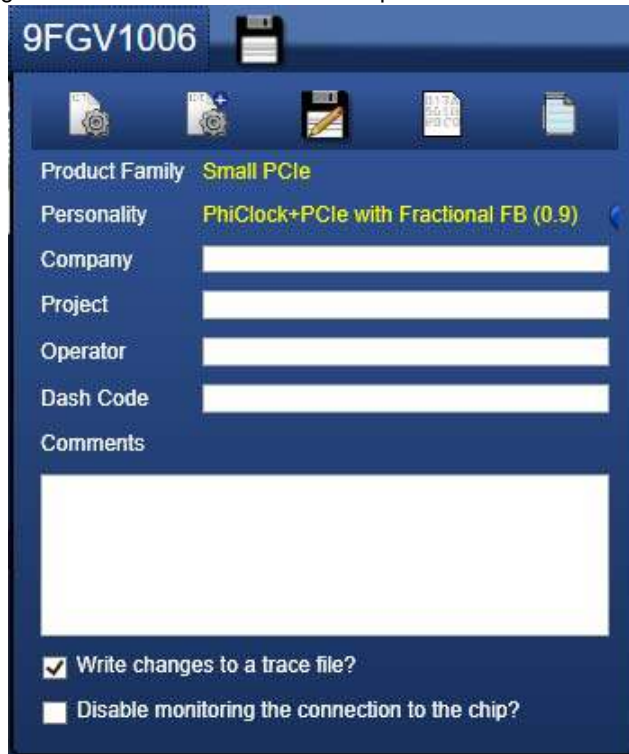 9FGV1006
Product Family Small PCIe
Personality PhiClock+PCIe with Fractional FB (0.9)
Company
Project
Operator
Dash Code
Comments
Write changes to a trace file?
Disable monitoring the connection to the chip?